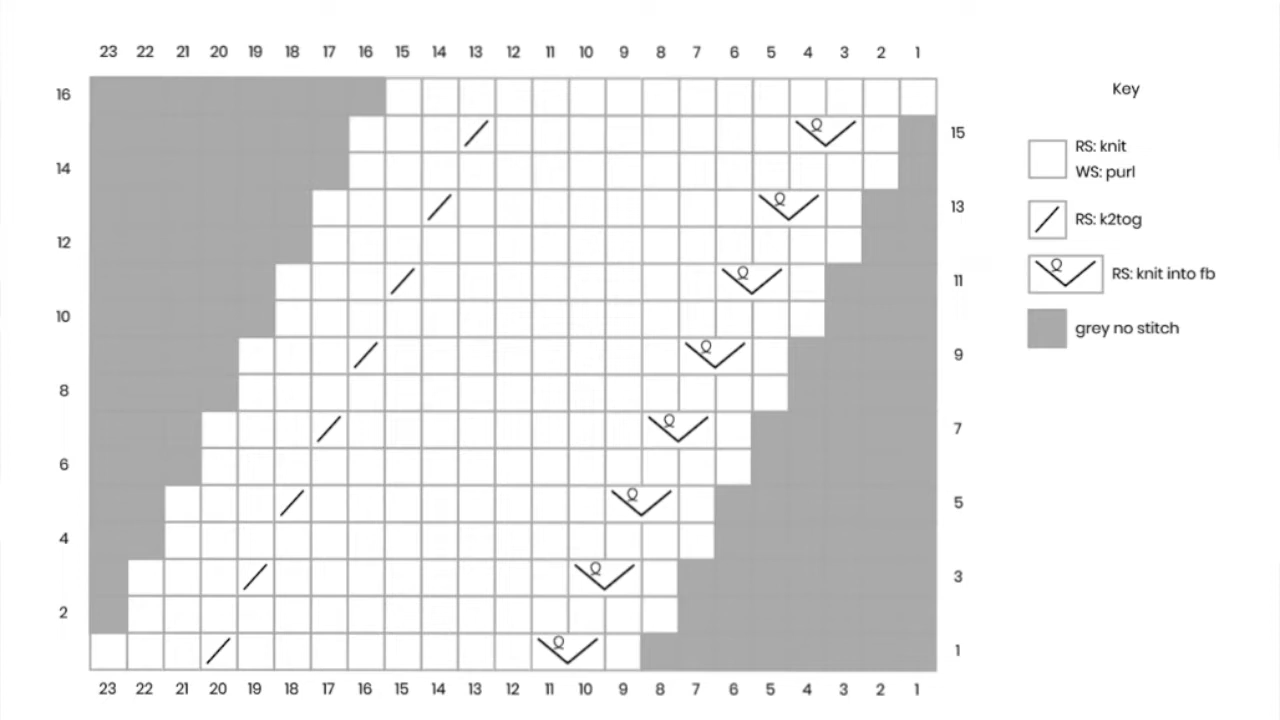 23 22 21 20 19 18 17 16 15 14 13 12 11 10 9 8 7 6 5 4 3 2 1
16
15
14
13
12
11
10
9
8
7
6
5
4
3
2
1
23 22 21 20 19 18 17 16 15 14 13 12 11 10 9 8 7 6 5 4 3 2 1
Key
RS: knit
WS: purl
RS: k2tog
RS: knit into fb
grey no stitch